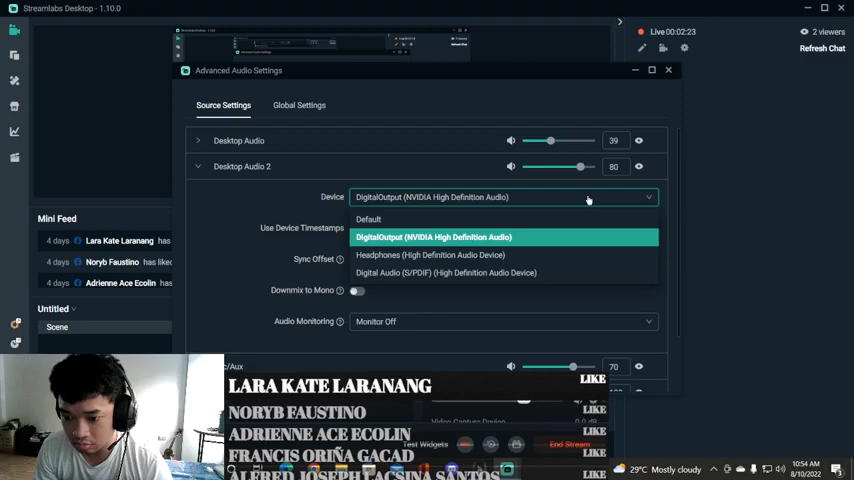 Streamlabs Desktop - 1.10.0
Live 00:02:23
2 viewers
Refresh Chat
Advanced Audio Settings
Source Settings
Global Settings
Desktop Audio
39
Desktop Audio 2
80
Device
DigitalOutput (NVIDIA High Definition Audio)
Default
DigitalOutput (NVIDIA High Definition Audio)
Headphones (High Definition Audio Device)
Digital Audio (S/PDIF) (High Definition Audio Device)
Use Device Timestamps
Sync Offset
Downmix to Mono
Audio Monitoring
Monitor Off
/Aux
70
Mini Feed
4 days Lara Kate Laranang has
4 days Noryb Faustino has liked
4 days Adrienne Ace Ecolin has
Untitled
Scene
LARA KATE LARANANG LIKE
NORYB FAUSTINO LIKE
ADRIENNE ACE ECOLIN LIKE
FRANCIS ORIÑA GACAD LIKE
ALFRED JOSEPH LACSINA SANTOS LIKE
Test Widgets
End Stream
29°C Mostly cloudy
10:54 AM
8/10/2022